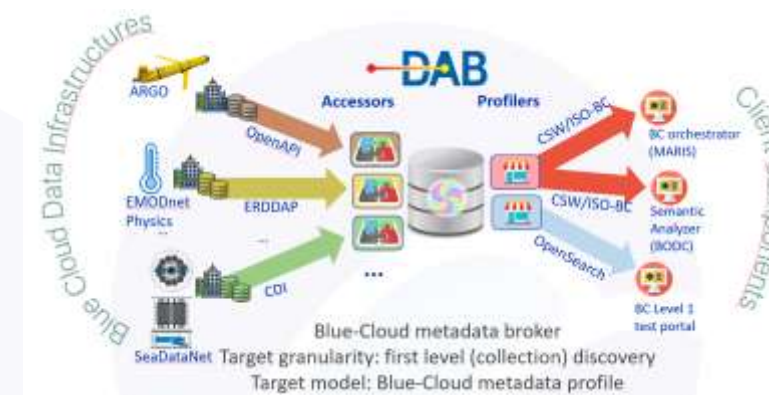 Blue Cloud Data Infrastructures
DAB
ARGO
Accessors
Profilers
OpenAPI
CSW/ISO-BC
BC orchestrator
(MARIS)
EMODnet
Physics
...
ERDDAP
...
CSW/ISO-BC
Semantic
Analyzer
(BODC)
OpenSearch
CDI
...
SeaDataNet
BC Level 1
test portal
Blue-Cloud metadata broker
Target granularity: first level (collection) discovery
Target model: Blue-Cloud metadata profile
Client